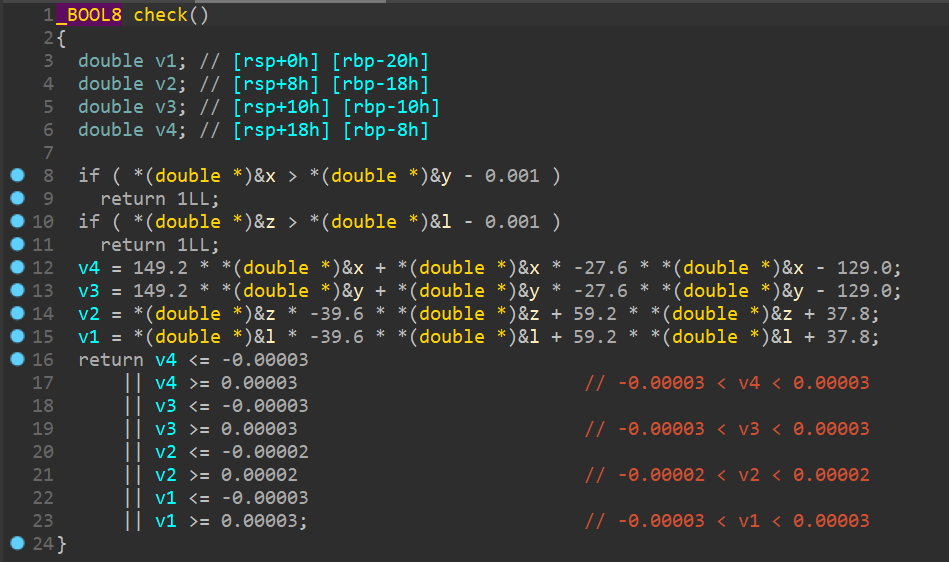 1 _BOOL8 check()
2 {
3 double v1; // [rsp+0h] [rbp-20h]
4 double v2; // [rsp+8h] [rbp-18h]
5 double v3; // [rsp+10h] [rbp-10h]
6 double v4; // [rsp+18h] [rbp-8h]
7
8 if ( *(double *)&x > *(double *)&y - 0.001 )
9 return 1LL;
10 if ( *(double *)&z > *(double *)&l - 0.001 )
11 return 1LL;
12 v4 = 149.2 * *(double *)&x + *(double *)&x * -27.6 * *(double *)&x - 129.0;
13 v3 = 149.2 * *(double *)&y + *(double *)&y * -27.6 * *(double *)&y - 129.0;
14 v2 = *(double *)&z * -39.6 * *(double *)&z + 59.2 * *(double *)&z + 37.8;
15 v1 = *(double *)&l * -39.6 * *(double *)&l + 59.2 * *(double *)&l + 37.8;
16 return v4 <= -0.00003
17 || v4 >= 0.00003 // -0.00003 < v4 < 0.00003
18 || v3 <= -0.00003
19 || v3 >= 0.00003 // -0.00003 < v3 < 0.00003
20 || v2 <= -0.00002
21 || v2 >= 0.00002 // -0.00002 < v2 < 0.00002
22 || v1 <= -0.00003
23 || v1 >= 0.00003; // -0.00003 < v1 < 0.00003
24 }